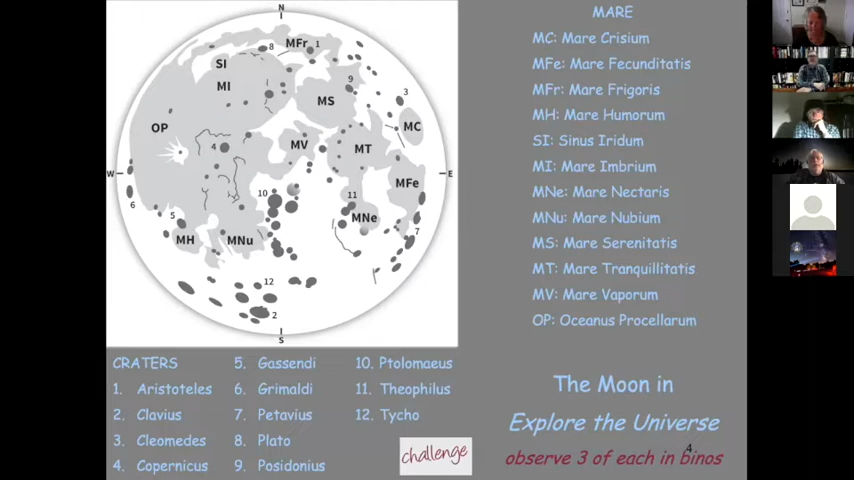 N
8
MFr
1
SI
MI
9
MS
3
OP
MC
4
MV
MT
W
E
6
10
11
MFe
5
MNe
MH
MNu
7
12
2
S
MARE
MC: Mare Crisium
MFe: Mare Fecunditatis
MFr: Mare Frigoris
MH: Mare Humorum
SI: Sinus Iridum
MI: Mare Imbrium
MNe: Mare Nectaris
MNu: Mare Nubium
MS: Mare Serenitatis
MT: Mare Tranquillitatis
MV: Mare Vaporum
OP: Oceanus Procellarum
CRATERS
1. Aristoteles
2. Clavius
3. Cleomedes
4. Copernicus
5. Gassendi
6. Grimaldi
7. Petavius
8. Plato
9. Posidonius
10. Ptolomaeus
11. Theophilus
12. Tycho
challenge
The Moon in
Explore the Universe
4
observe 3 of each in binos